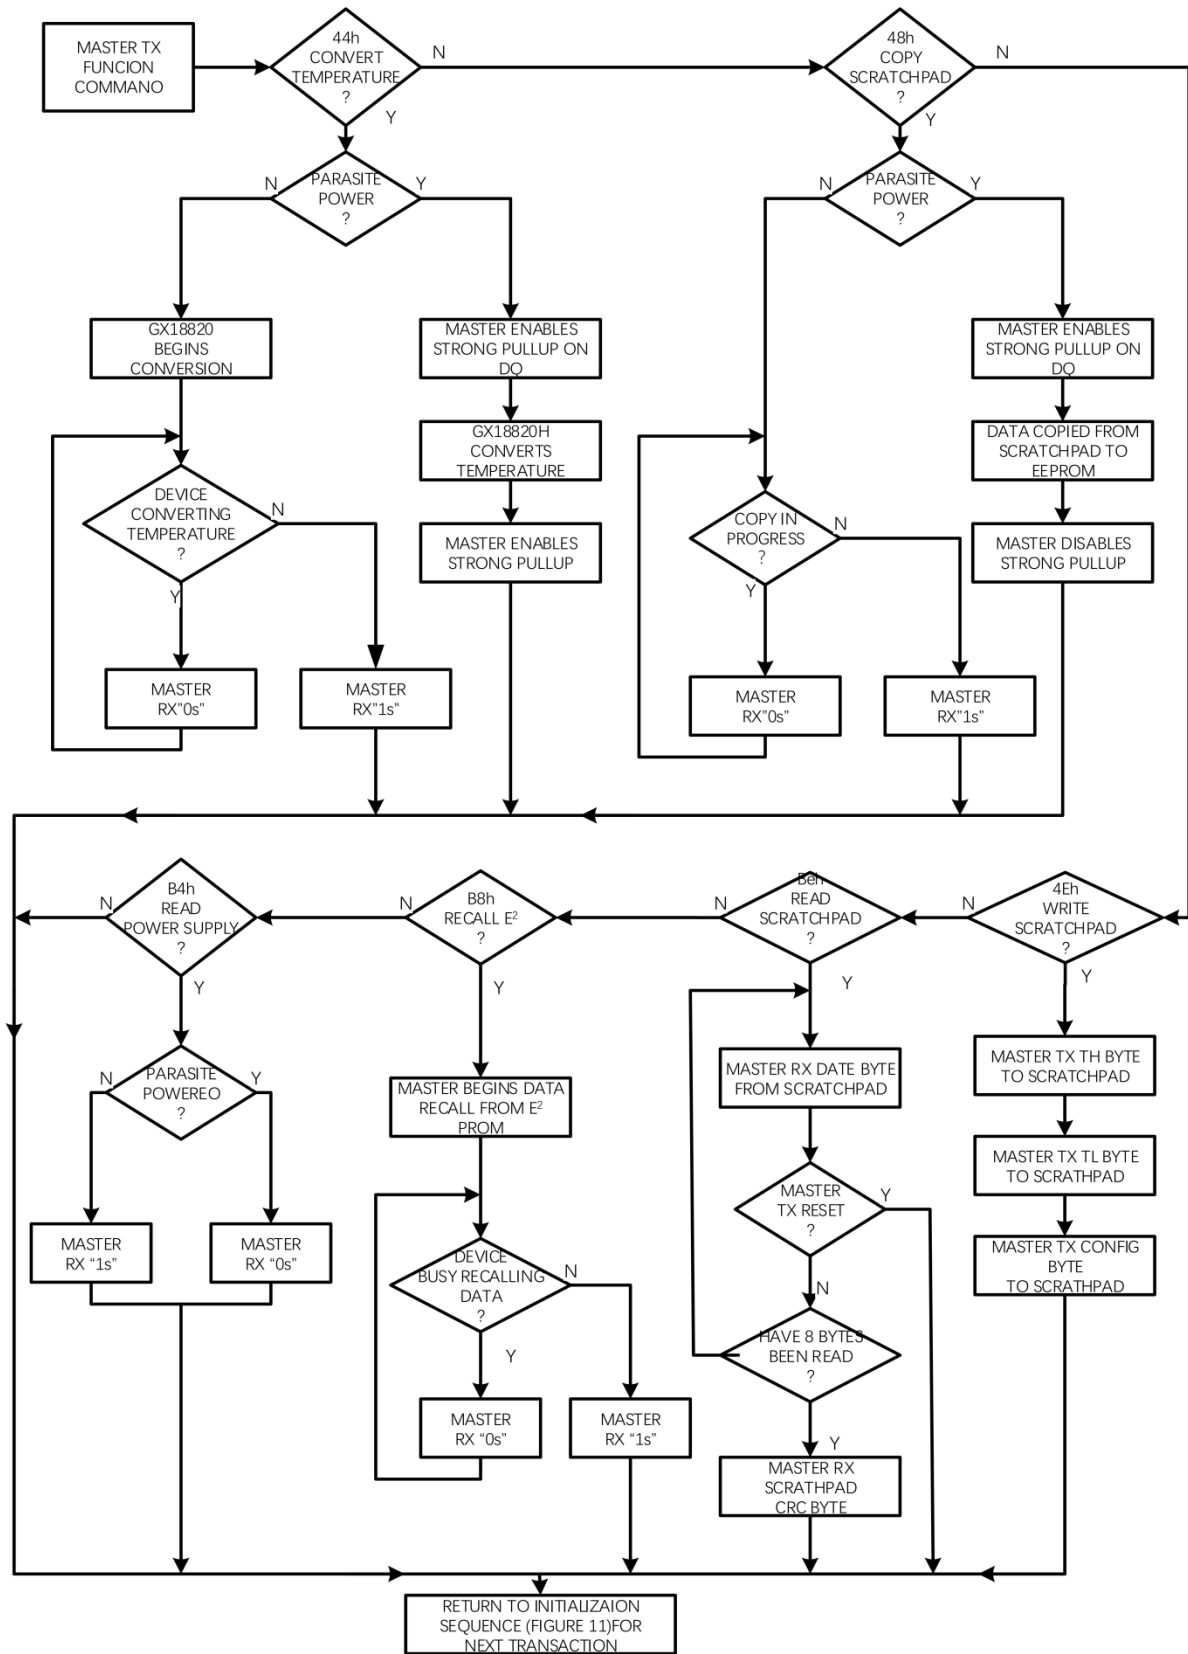 MASTER TX
FUNCION
COMMANO
44h
CONVERT
TEMPERATURE
?
N
Y
48h
COPY
SCRATCHPAD
?
N
Y
N
PARASITE
POWER
?
Y
N
PARASITE
POWER
?
Y
GX18820
BEGINS
CONVERSION
MASTER ENABLES
STRONG PULLUP ON
DQ
MASTER ENABLES
STRONG PULLUP ON
DQ
GX18820H
CONVERTS
TEMPERATURE
DATA COPIED FROM
SCRATCHPAD TO
EEPROM
DEVICE
CONVERTING
TEMPERATURE
?
N
Y
MASTER ENABLES
STRONG PULLUP
COPY IN
PROGRESS
?
N
Y
MASTER DISABLES
STRONG PULLUP
MASTER
RX"0s"
MASTER
RX"1s"
MASTER
RX"0s"
MASTER
RX"1s"
B4h
READ
POWER SUPPLY
?
N
Y
B8h
RECALL E²
?
N
Y
Beh
READ
SCRATCHPAD
?
N
Y
4Eh
WRITE
SCRATCHPAD
?
N
Y
N
PARASITE
POWEREO
?
Y
MASTER BEGINS DATA
RECALL FROM E²
PROM
MASTER RX DATE BYTE
FROM SCRATCHPAD
MASTER TX TH BYTE
TO SCRATCHPAD
MASTER
TX RESET
?
Y
N
MASTER TX TL BYTE
TO SCRATHPAD
MASTER
RX “1s”
MASTER
RX “0s”
DEVICE
BUSY RECALLING
DATA
?
N
Y
MASTER TX CONFIG
BYTE
TO SCRATHPAD
HAVE 8 BYTES
BEEN READ
?
Y
MASTER
RX “0s”
MASTER
RX “1s”
MASTER RX
SCRATHPAD
CRC BYTE
RETURN TO INITIALIZAION
SEQUENCE (FIGURE 11)FOR
NEXT TRANSACTION